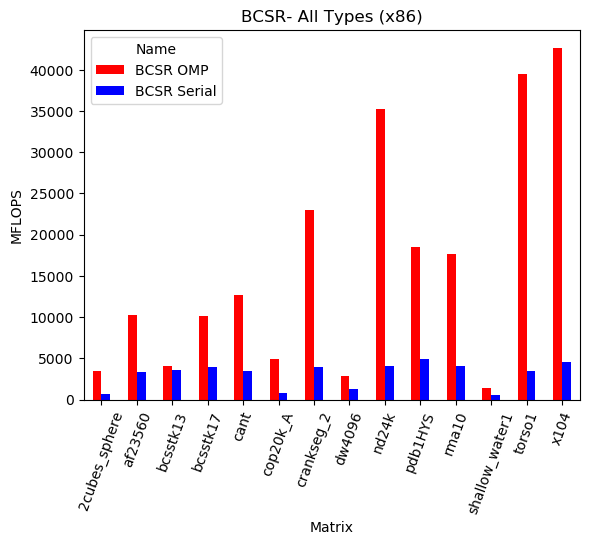 BCSR- All Types (x86)
Name
BCSR OMP
BCSR Serial
MFLOPS
40000
35000
30000
25000
20000
15000
10000
5000
0
2cubes_sphere
af23560
bcsstk13
bcsstk17
cant
cop20k_A
crankseg_2
dw4096
nd24k
pdb1HYS
rma10
shallow_water1
torso1
x104
Matrix